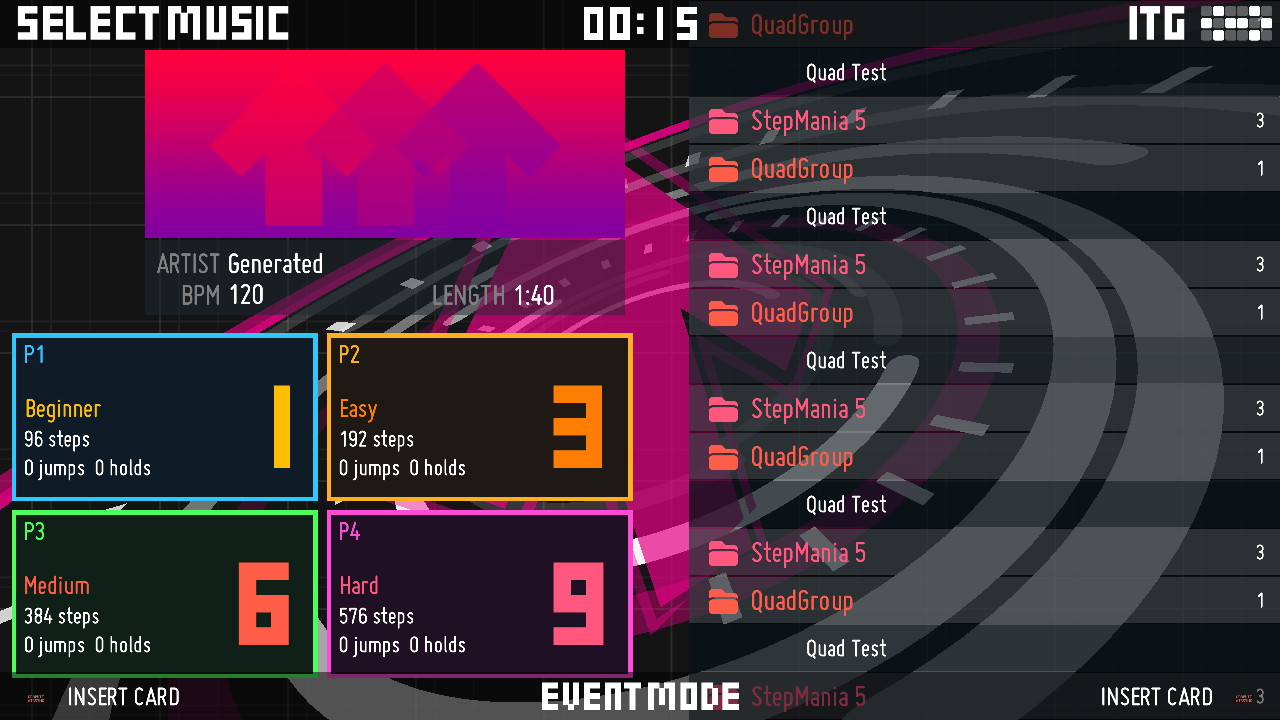 SELECT MUSIC
00:15
ITG
ARTIST Generated
BPM 120
LENGTH 1:40
P1
Beginner
96 steps
0 jumps 0 holds
1
P2
Easy
192 steps
0 jumps 0 holds
3
P3
Medium
384 steps
0 jumps 0 holds
6
P4
Hard
576 steps
0 jumps 0 holds
9
QuadGroup
Quad Test
StepMania 5 3
QuadGroup 1
Quad Test
StepMania 5 3
QuadGroup 1
Quad Test
StepMania 5 3
QuadGroup 1
Quad Test
StepMania 5 3
QuadGroup 1
Quad Test
StepMania 5 3
INSERT CARD
EVENT MODE
INSERT CARD